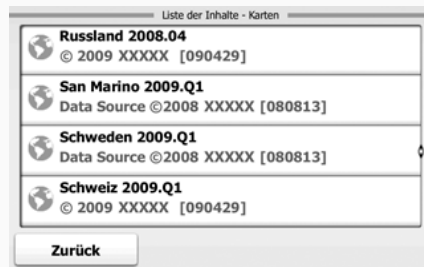 Liste der Inhalte - Karten
Russland 2008.04
© 2009 XXXXX [090429]
San Marino 2009.Q1
Data Source ©2008 XXXXX [080813]
Schweden 2009.Q1
Data Source ©2008 XXXXX [080813]
Schweiz 2009.Q1
© 2009 XXXXX [090429]
Zurück